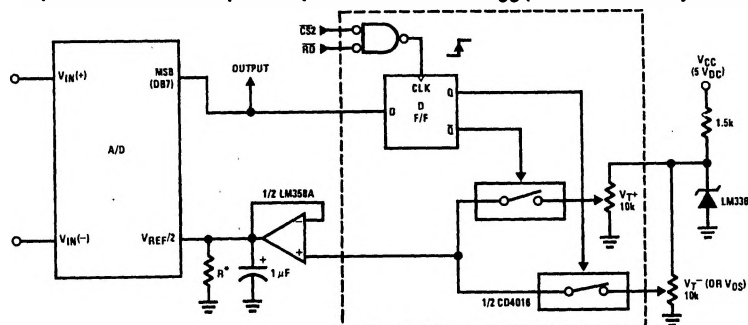 CS2
RD
CLK
D
D
F/F
Q
Q
VIN(+)
MSB
(DB7)
OUTPUT
A/D
VCC
(5 VDC)
1.5k
LM336
1/2 LM358A
VT+
10k
VIN(-)
VREF/2
R*
+
1 μF
-
+
1/2 CD4016
VT- (OR VOS)
10k